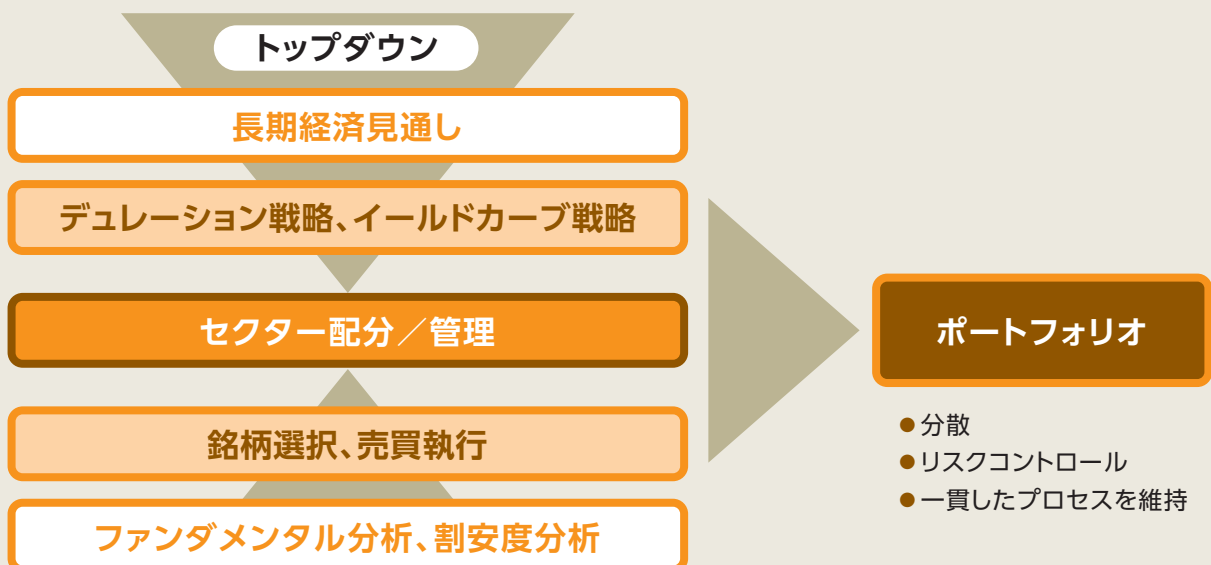 トップダウン
長期経済見通し
デュレーション戦略、イールドカーブ戦略
セクター配分／管理
銘柄選択、売買執行
ファンダメンタル分析、割安度分析
ポートフォリオ
●分散
●リスクコントロール
●一貫したプロセスを維持